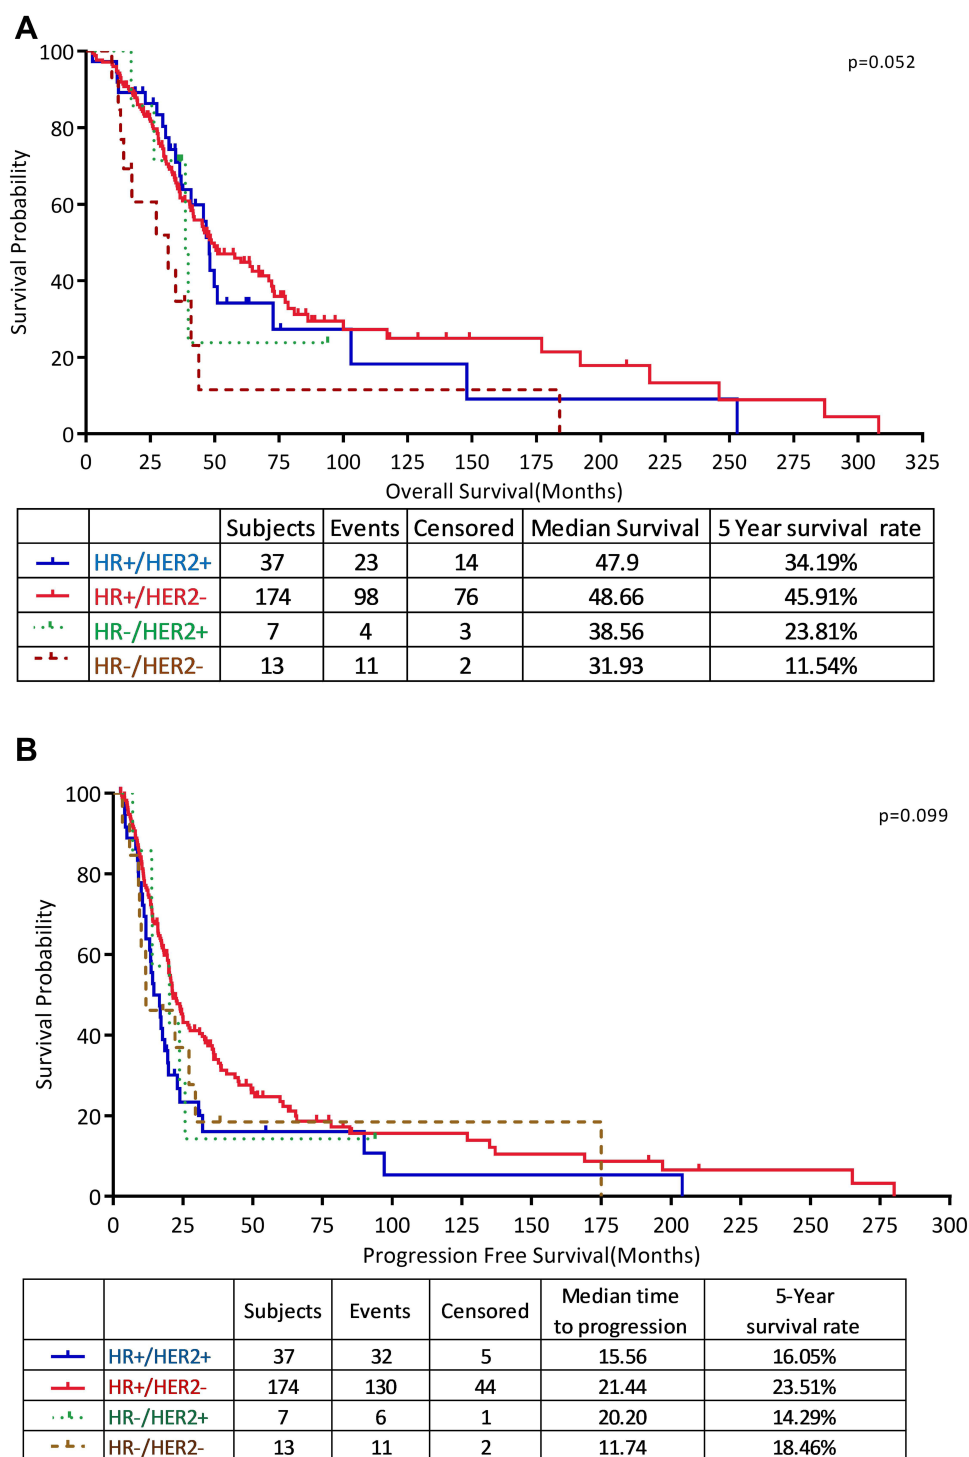 A
p=0.052
100
80
60
40
20
0
Survival Probability
0 25 50 75 100 125 150 175 200 225 250 275 300 325
Overall Survival(Months)
Subjects Events Censored Median Survival 5 Year survival rate
HR+/HER2+ 37 23 14 47.9 34.19%
HR+/HER2- 174 98 76 48.66 45.91%
HR-/HER2+ 7 4 3 38.56 23.81%
HR-/HER2- 13 11 2 31.93 11.54%
B
p=0.099
100
80
60
40
20
0
Survival Probability
0 25 50 75 100 125 150 175 200 225 250 275 300
Progression Free Survival(Months)
Subjects Events Censored Median time to progression 5-Year survival rate
HR+/HER2+ 37 32 5 15.56 16.05%
HR+/HER2- 174 130 44 21.44 23.51%
HR-/HER2+ 7 6 1 20.20 14.29%
HR-/HER2- 13 11 2 11.74 18.46%